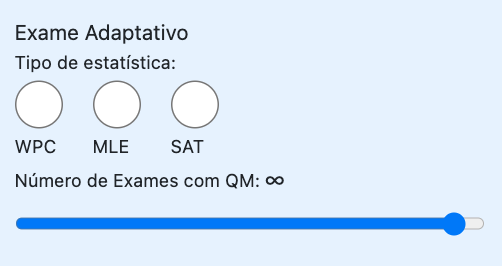 Exame Adaptativo
Tipo de estatística:
WPC MLE SAT
Número de Exames com QM: ∞